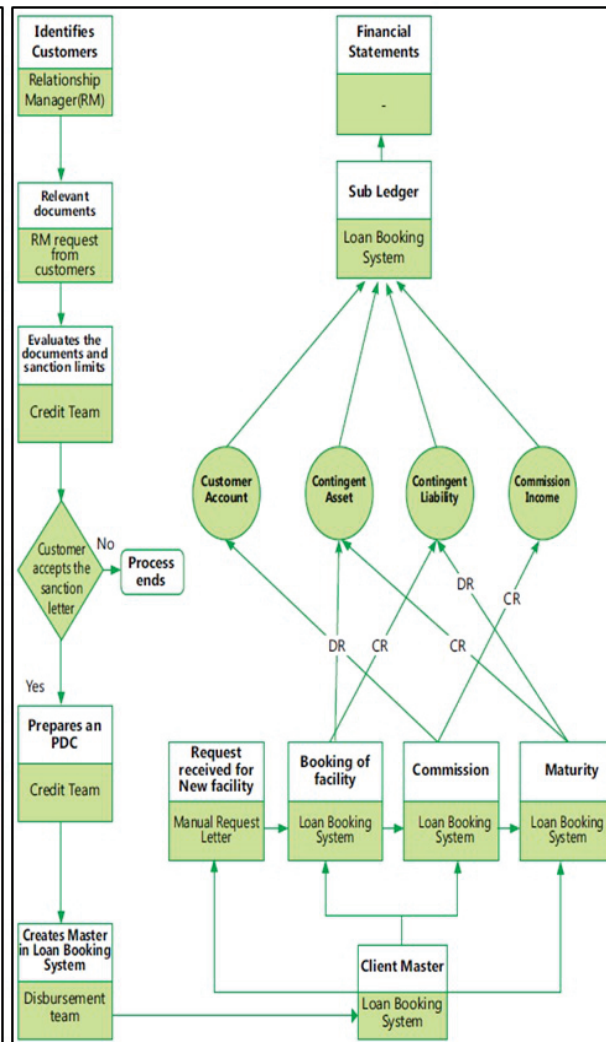 Identifies
Customers
Relationship
Manager(RM)
Relevant
documents
RM request
from
customers
Evaluates the
documents and
sanction limits
Credit Team
Customer
accepts the
sanction
letter
No
Process
ends
Yes
Prepares an
PDC
Credit Team
Creates Master
in Loan Booking
System
Disbursement
team
Financial
Statements
-
Sub Ledger
Loan Booking
System
Customer
Account
Contingent
Asset
Contingent
Liability
Commission
Income
DR
CR
CR
DR
CR
Request
received for
New facility
Manual Request
Letter
Booking of
facility
Loan Booking
System
Commission
Loan Booking
System
Maturity
Loan Booking
System
Client Master
Loan Booking
System